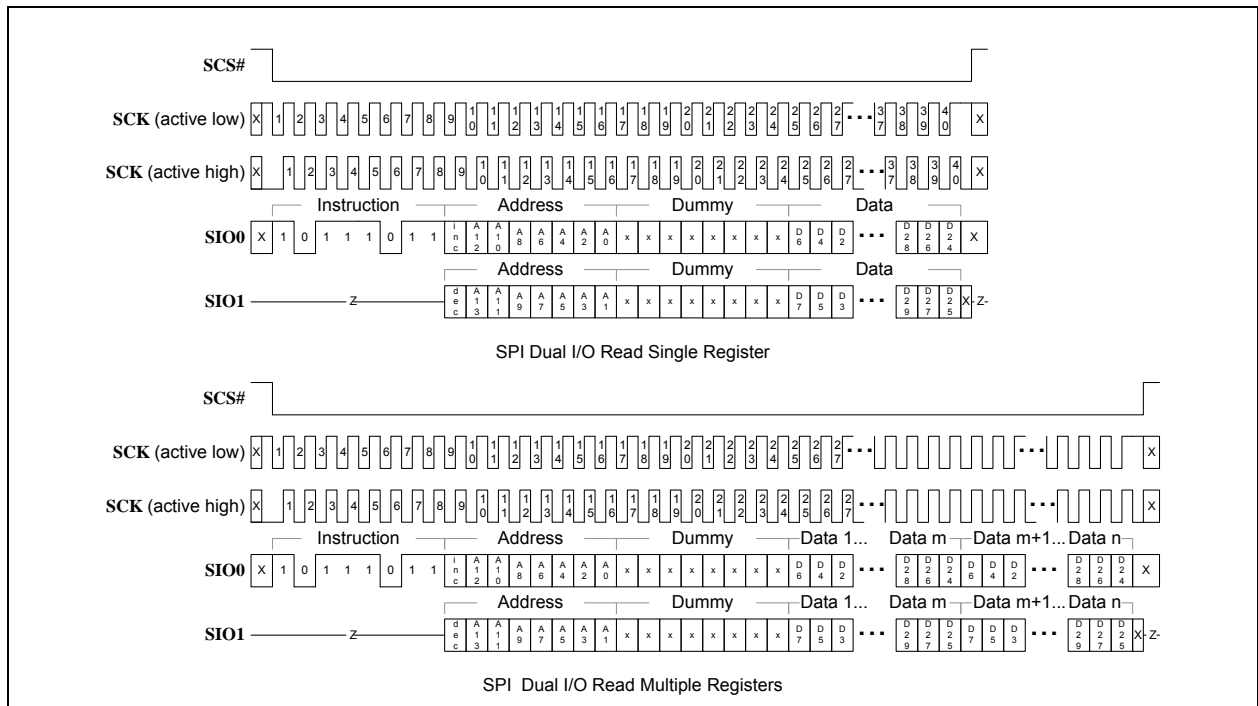 SCS#
SCK (active low) X 1 2 3 4 5 6 7 8 9 10 11 12 13 14 15 16 17 18 19 20 21 22 23 24 25 26 27 ... 37 38 39 40 X
SCK (active high) X 1 2 3 4 5 6 7 8 9 10 11 12 13 14 15 16 17 18 19 20 21 22 23 24 25 26 27 ... 37 38 39 40 X
Instruction Address Dummy Data
SIO0 X 1 0 1 1 1 0 1 1 inc A12 A10 A8 A6 A4 A2 A0 x x x x x x x x D6 D4 D2 ... D28 D26 D24 X
Address Dummy Data
SIO1 Z dec A13 A11 A9 A7 A5 A3 A1 x x x x x x x x D7 D5 D3 ... D29 D27 D25 X Z
SPI Dual I/O Read Single Register
SCS#
SCK (active low) X 1 2 3 4 5 6 7 8 9 10 11 12 13 14 15 16 17 18 19 20 21 22 23 24 25 26 27 ... ... X
SCK (active high) X 1 2 3 4 5 6 7 8 9 10 11 12 13 14 15 16 17 18 19 20 21 22 23 24 25 26 27 ... ... X
Instruction Address Dummy Data 1... Data m Data m+1... Data n
SIO0 X 1 0 1 1 1 0 1 1 inc A12 A10 A8 A6 A4 A2 A0 x x x x x x x x D6 D4 D2 ... D28 D26 D24 D6 D4 D2 ... D28 D26 D24 X
Address Dummy Data 1... Data m Data m+1... Data n
SIO1 Z dec A13 A11 A9 A7 A5 A3 A1 x x x x x x x x D7 D5 D3 ... D29 D27 D25 D7 D5 D3 ... D29 D27 D25 X Z
SPI Dual I/O Read Multiple Registers